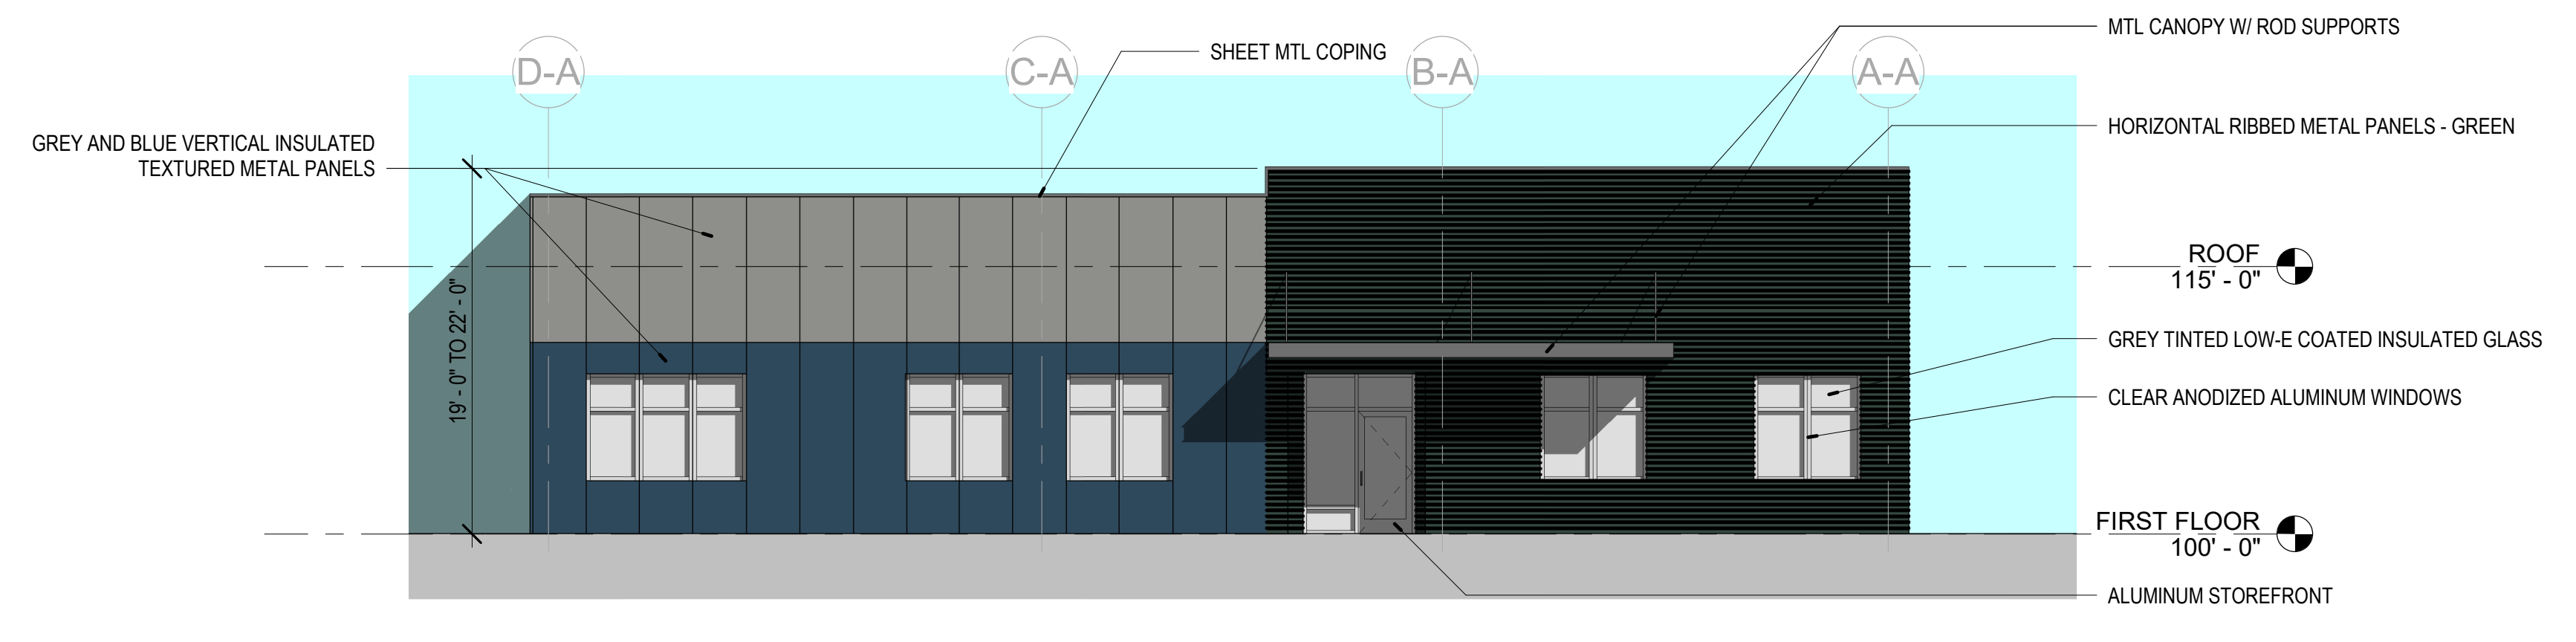 MTL CANOPY W/ ROD SUPPORTS
SHEET MTL COPING
D-A
C-A
B-A
A-A
HORIZONTAL RIBBED METAL PANELS - GREEN
GREY AND BLUE VERTICAL INSULATED
TEXTURED METAL PANELS
ROOF
115' - 0"
19' - 0" TO 22' - 0"
GREY TINTED LOW-E COATED INSULATED GLASS
CLEAR ANODIZED ALUMINUM WINDOWS
FIRST FLOOR
100' - 0"
ALUMINUM STOREFRONT